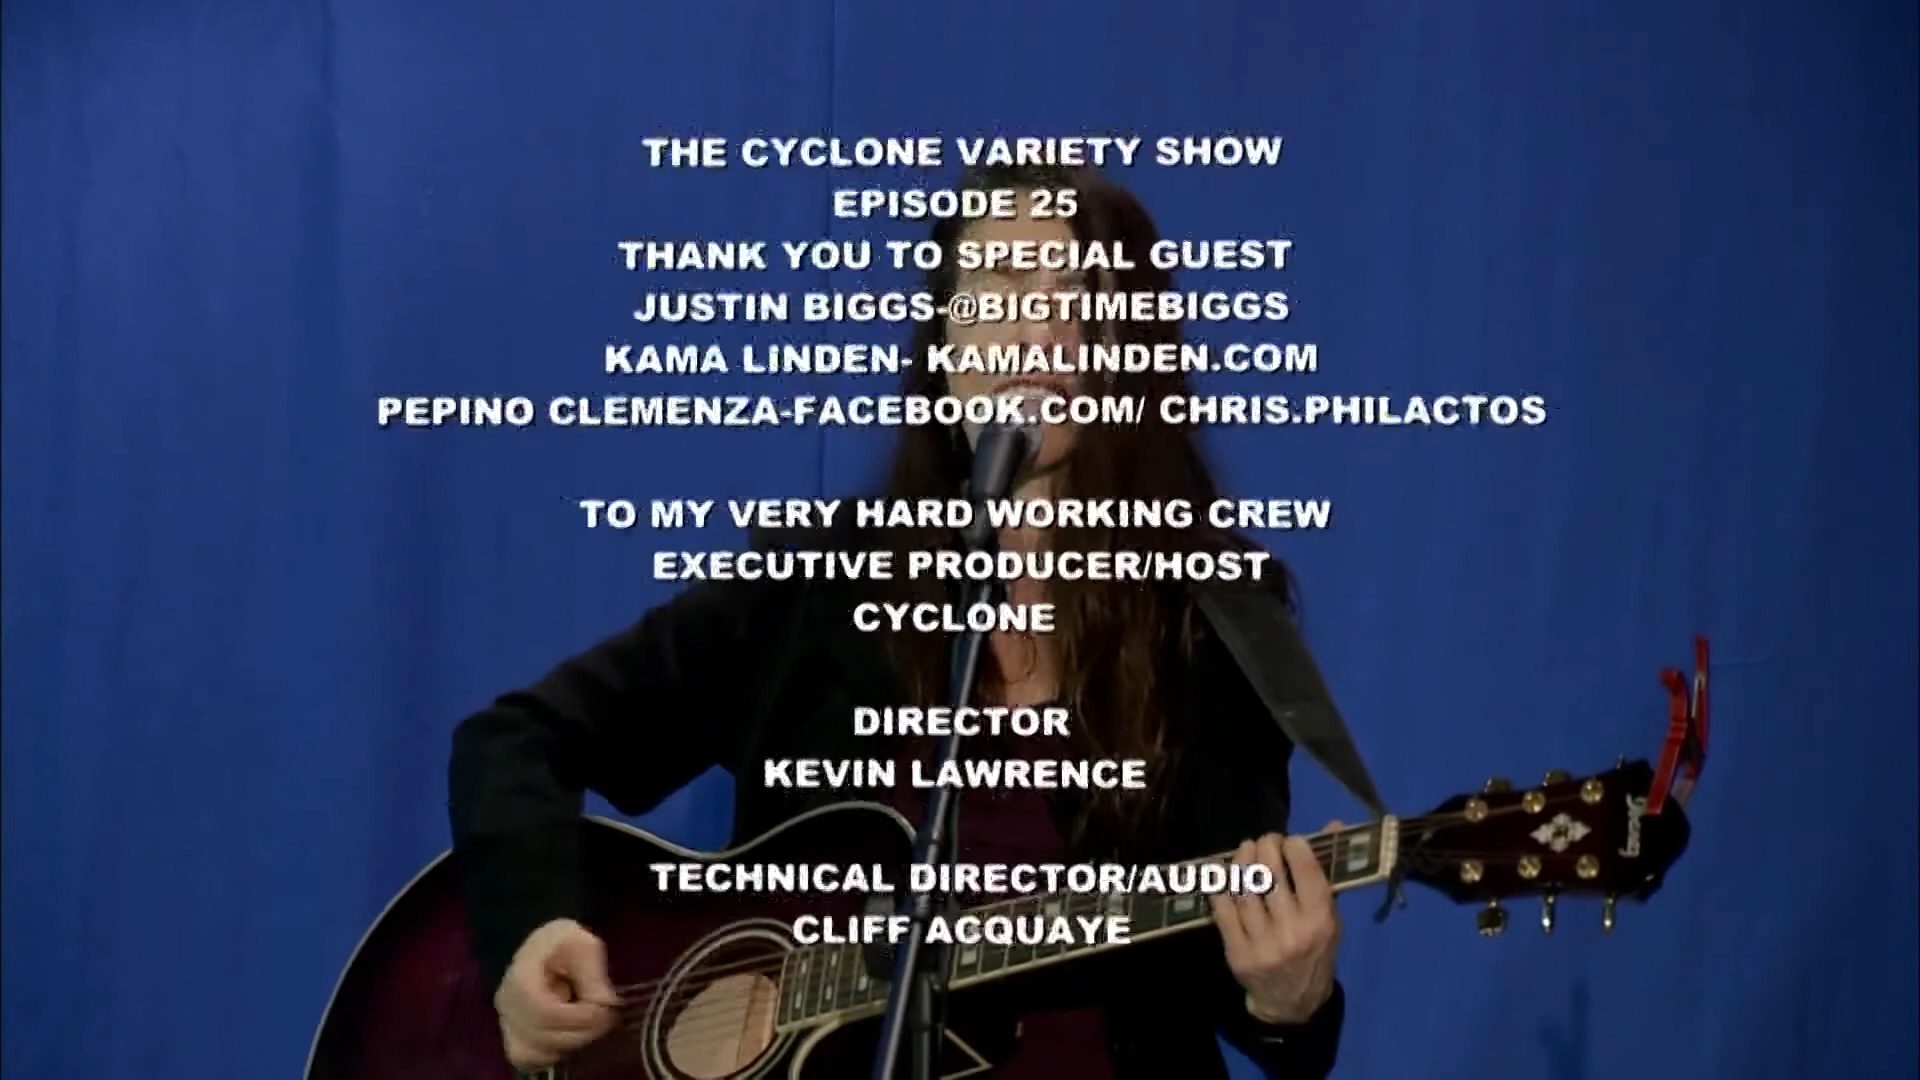 THE CYCLONE VARIETY SHOW
EPISODE 25
THANK YOU TO SPECIAL GUEST
JUSTIN BIGGS-@BIGTIMEBIGGS
KAMA LINDEN- KAMALINDEN.COM
PEPINO CLEMENZA-FACEBOOK.COM/ CHRIS.PHILACTOS
TO MY VERY HARD WORKING CREW
EXECUTIVE PRODUCER/HOST
CYCLONE
DIRECTOR
KEVIN LAWRENCE
TECHNICAL DIRECTOR/AUDIO
CLIFF ACQUAYE
Ibanez